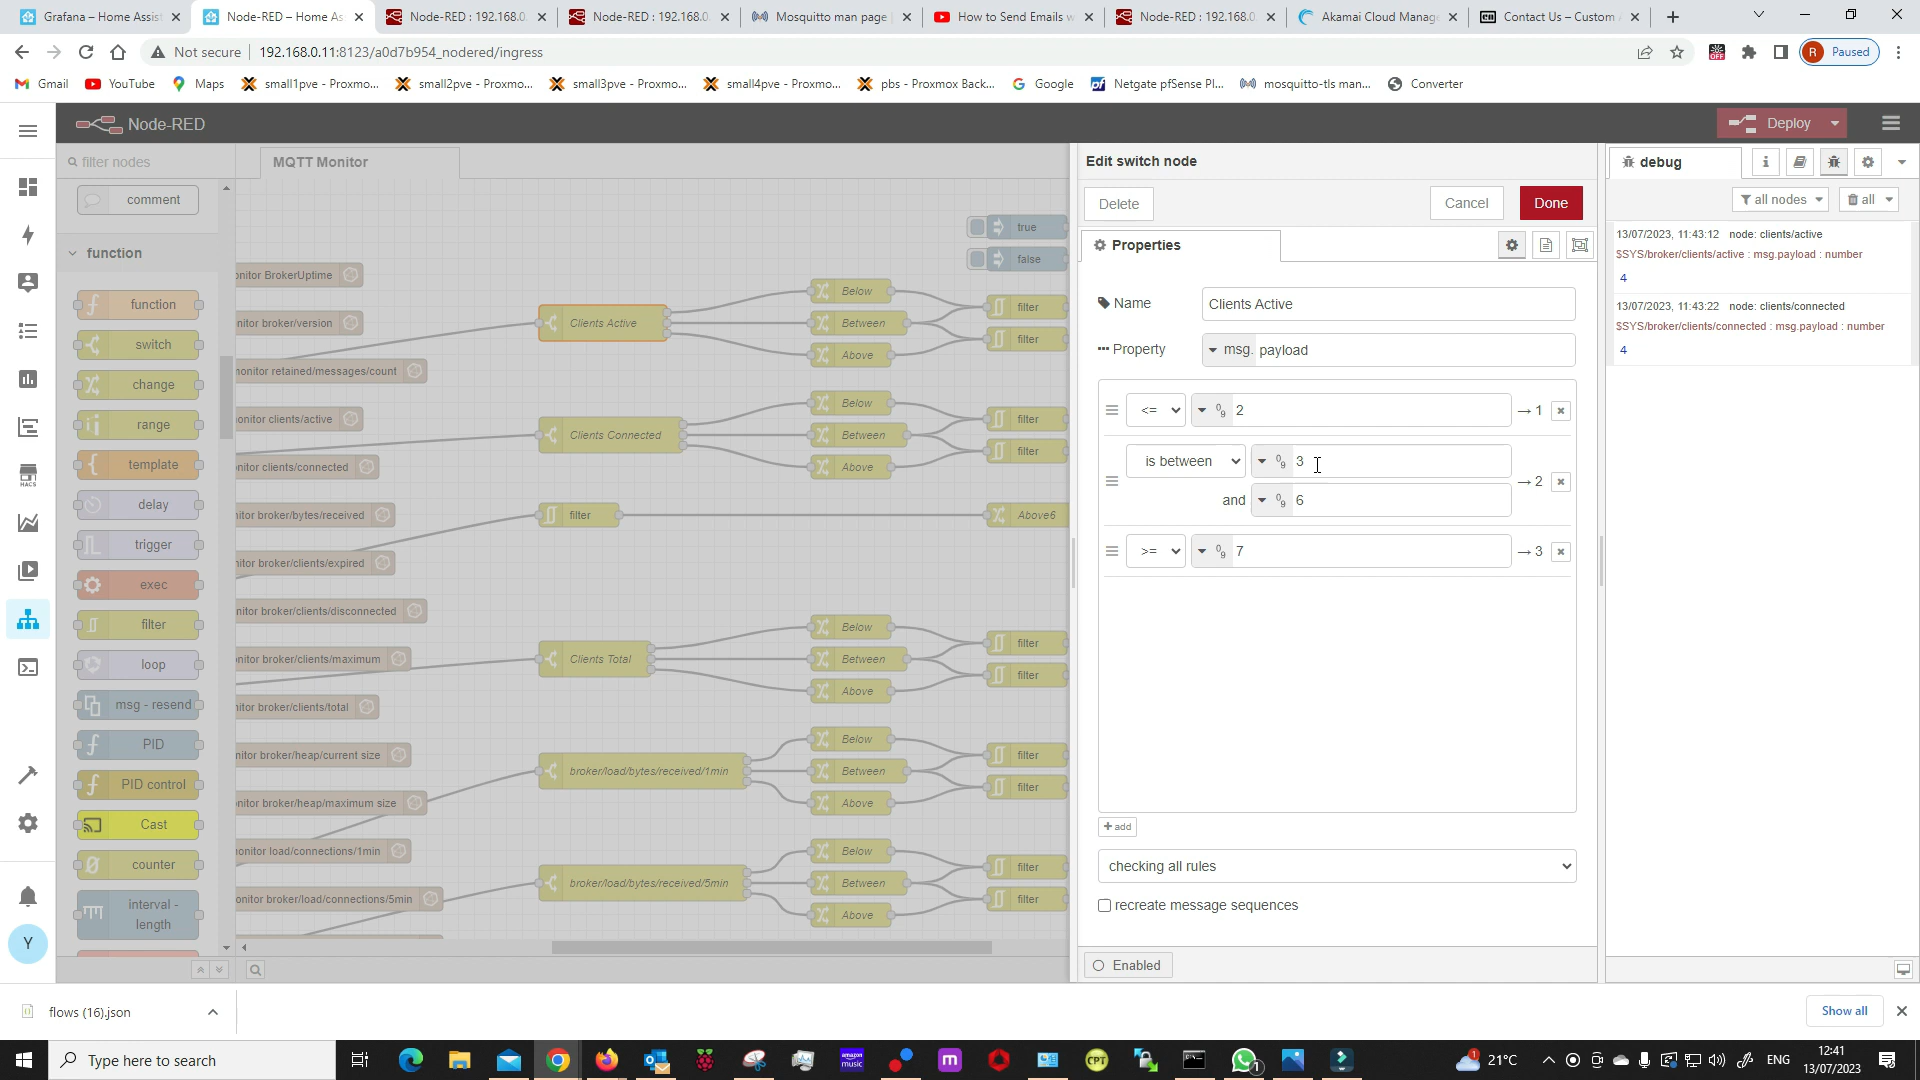 Grafana – Home Assist
Node-RED – Home As
Node-RED : 192.168.0.
Node-RED : 192.168.0.
Mosquitto man page
How to Send Emails w
Node-RED : 192.168.0.
Akamai Cloud Manage
Contact Us – Custom
Not secure
192.168.0.11:8123/a0d7b954_nodered/ingress
OFF
R Paused
Gmail
YouTube
Maps
small1pve - Proxmo...
small2pve - Proxmo...
small3pve - Proxmo...
small4pve - Proxmo...
pbs - Proxmox Back...
Google
Netgate pfSense Pl...
mosquitto-tls man...
Converter
Node-RED
Deploy
filter nodes
MQTT Monitor
comment
function
function
switch
change
range
template
delay
trigger
exec
filter
loop
msg - resend
PID
PID control
Cast
counter
interval -
length
HACS
Y
onitor BrokerUptime
nitor broker/version
monitor retained/messages/count
onitor clients/active
onitor clients/connected
itor broker/bytes/received
itor broker/clients/expired
nitor broker/clients/disconnected
nitor broker/clients/maximum
nitor broker/clients/total
nitor broker/heap/current size
nitor broker/heap/maximum size
onitor load/connections/1min
onitor broker/load/connections/5min
true
false
Clients Active
Below
Between
Above
filter
filter
Clients Connected
Below
Between
Above
filter
filter
filter
Above6
Clients Total
Below
Between
Above
filter
filter
broker/load/bytes/received/1min
Below
Between
Above
filter
filter
broker/load/bytes/received/5min
Below
Between
Above
filter
filter
Edit switch node
Delete
Cancel
Done
Properties
Name
Clients Active
Property
msg. payload
<= 2 → 1
is between 3
and 6
→ 2
>= 7 → 3
add
checking all rules
recreate message sequences
Enabled
debug
all nodes
all
13/07/2023, 11:43:12 node: clients/active
$SYS/broker/clients/active : msg.payload : number
4
13/07/2023, 11:43:22 node: clients/connected
$SYS/broker/clients/connected : msg.payload : number
4
flows (16).json
Show all
Type here to search
amazon music
m
CPT
1
1
21°C
ENG
12:41
13/07/2023